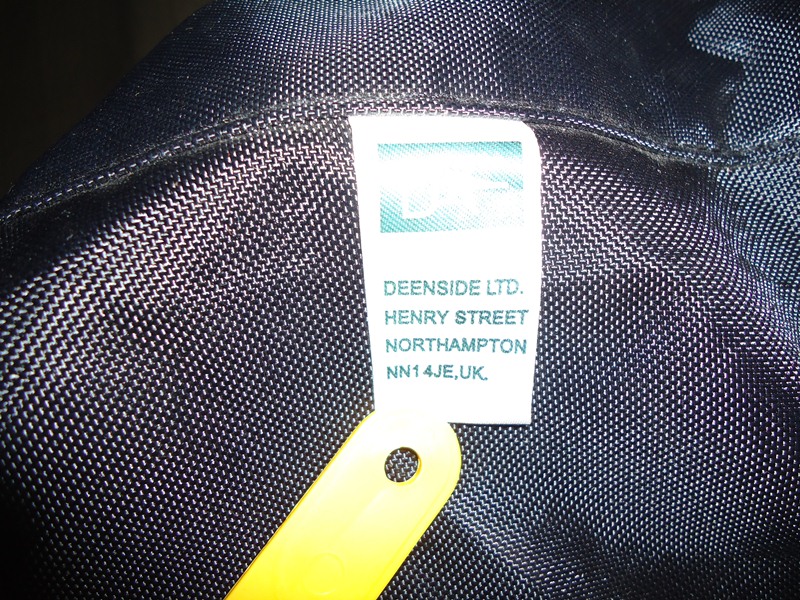 DEENSIDE LTD.
HENRY STREET
NORTHAMPTON
NN1 4JE,UK.